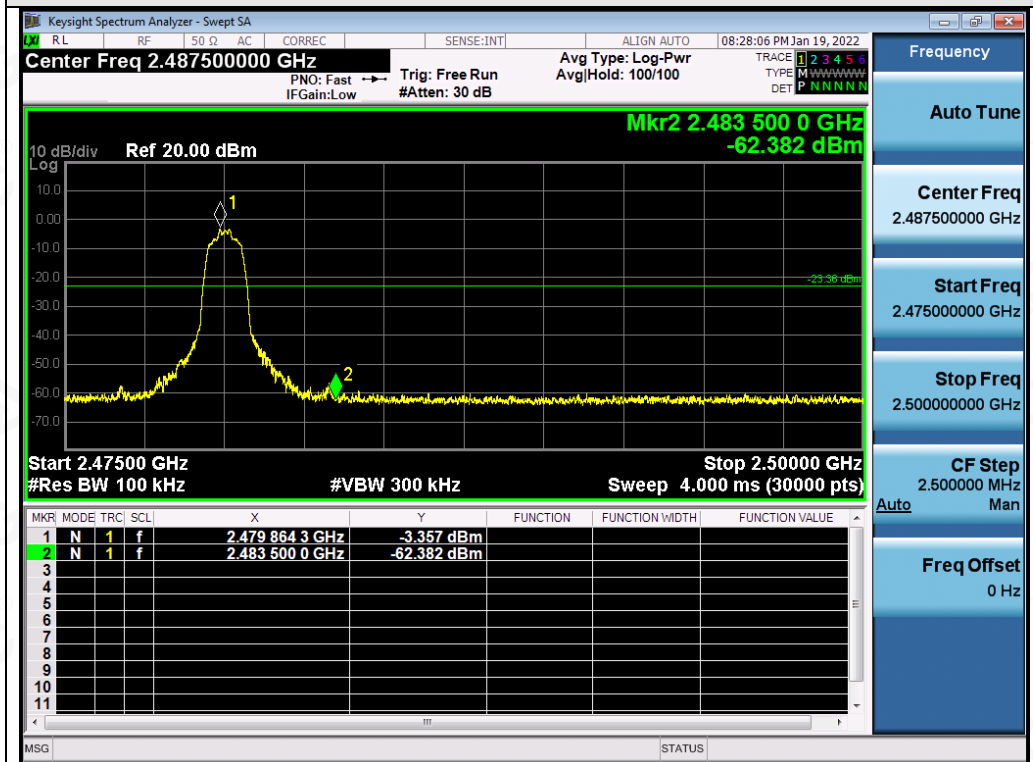 Keysight Spectrum Analyzer - Swept SA
LXI RL RF 50 Ω AC CORREC SENSE:INT ALIGN AUTO 08:28:06 PM Jan 19, 2022
Center Freq 2.487500000 GHz
PNO: Fast
IFGain:Low
Trig: Free Run
#Atten: 30 dB
Avg Type: Log-Pwr
Avg|Hold: 100/100
TRACE 1 2 3 4 5 6
TYPE M WWWWW
DET P N N N N N
Mkr2 2.483 500 0 GHz
-62.382 dBm
10 dB/div Ref 20.00 dBm
Log
10.0
0.00
-10.0
-20.0
-30.0
-40.0
-50.0
-60.0
-70.0
1
-23.36 dBm
2
Start 2.47500 GHz Stop 2.50000 GHz
#Res BW 100 kHz #VBW 300 kHz Sweep 4.000 ms (30000 pts)
MKR MODE TRC SCL X Y FUNCTION FUNCTION WIDTH FUNCTION VALUE
1 N 1 f 2.479 864 3 GHz -3.357 dBm
2 N 1 f 2.483 500 0 GHz -62.382 dBm
3
4
5
6
7
8
9
10
11
MSG STATUS
Frequency
Auto Tune
Center Freq
2.487500000 GHz
Start Freq
2.475000000 GHz
Stop Freq
2.500000000 GHz
CF Step
2.500000 MHz
Auto Man
Freq Offset
0 Hz